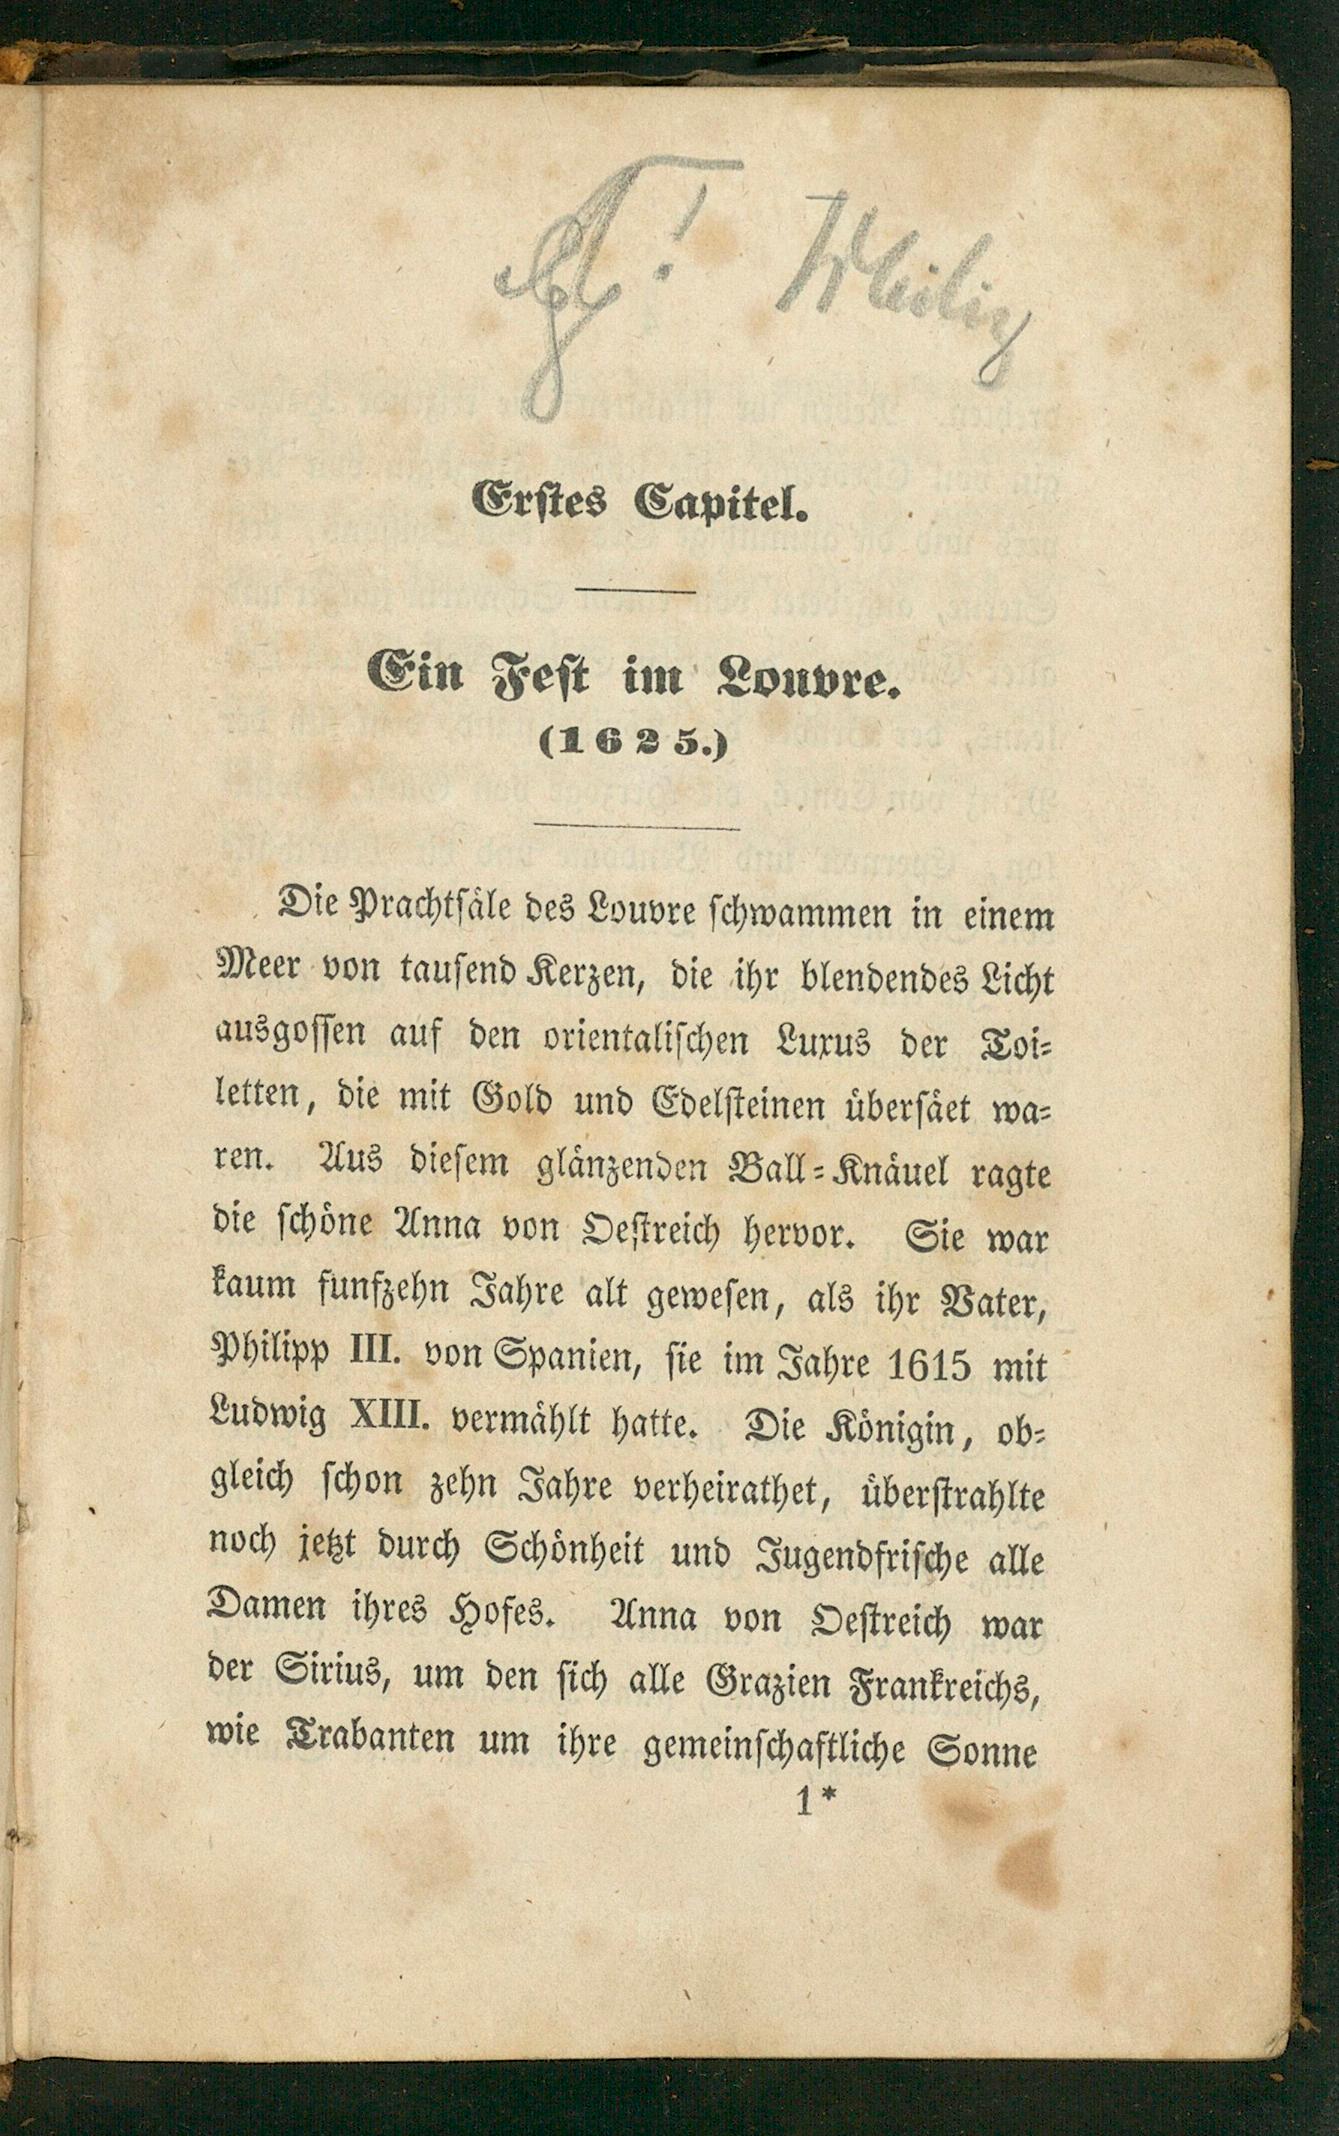 Erstes Capitel.
Ein Fest im Louvre.
(1625.)
Die Prachtsäle des Louvre schwammen in einem
Meer von tausend Kerzen, die ihr blendendes Licht
ausgossen auf den orientalischen Luxus der Toi-
letten, die mit Gold und Edelsteinen übersäet wa-
ren. Aus diesem glänzenden Ball-Knäuel ragte
die schöne Anna von Oestreich hervor. Sie war
kaum funfzehn Jahre alt gewesen, als ihr Vater,
Philipp III. von Spanien, sie im Jahre 1615 mit
Ludwig XIII. vermählt hatte. Die Königin, ob-
gleich schon zehn Jahre verheirathet, überstrahlte
noch jetzt durch Schönheit und Jugendfrische alle
Damen ihres Hofes. Anna von Oestreich war
der Sirius, um den sich alle Grazien Frankreichs,
wie Trabanten um ihre gemeinschaftliche Sonne
1*